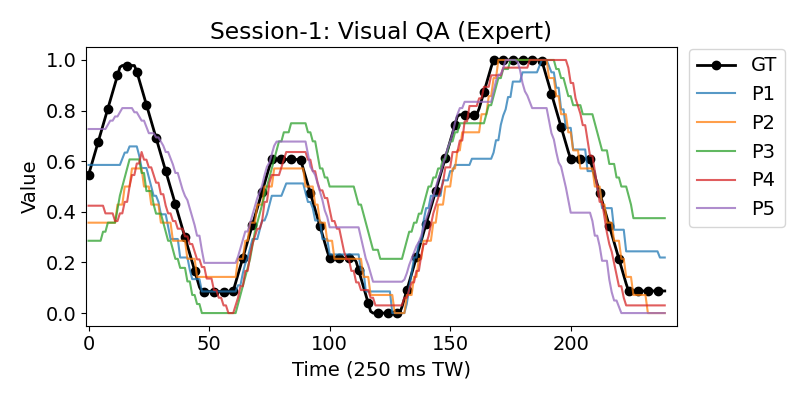 Session-1: Visual QA (Expert)
Value
1.0
0.8
0.6
0.4
0.2
0.0
0
50
100
150
200
Time (250 ms TW)
GT
P1
P2
P3
P4
P5